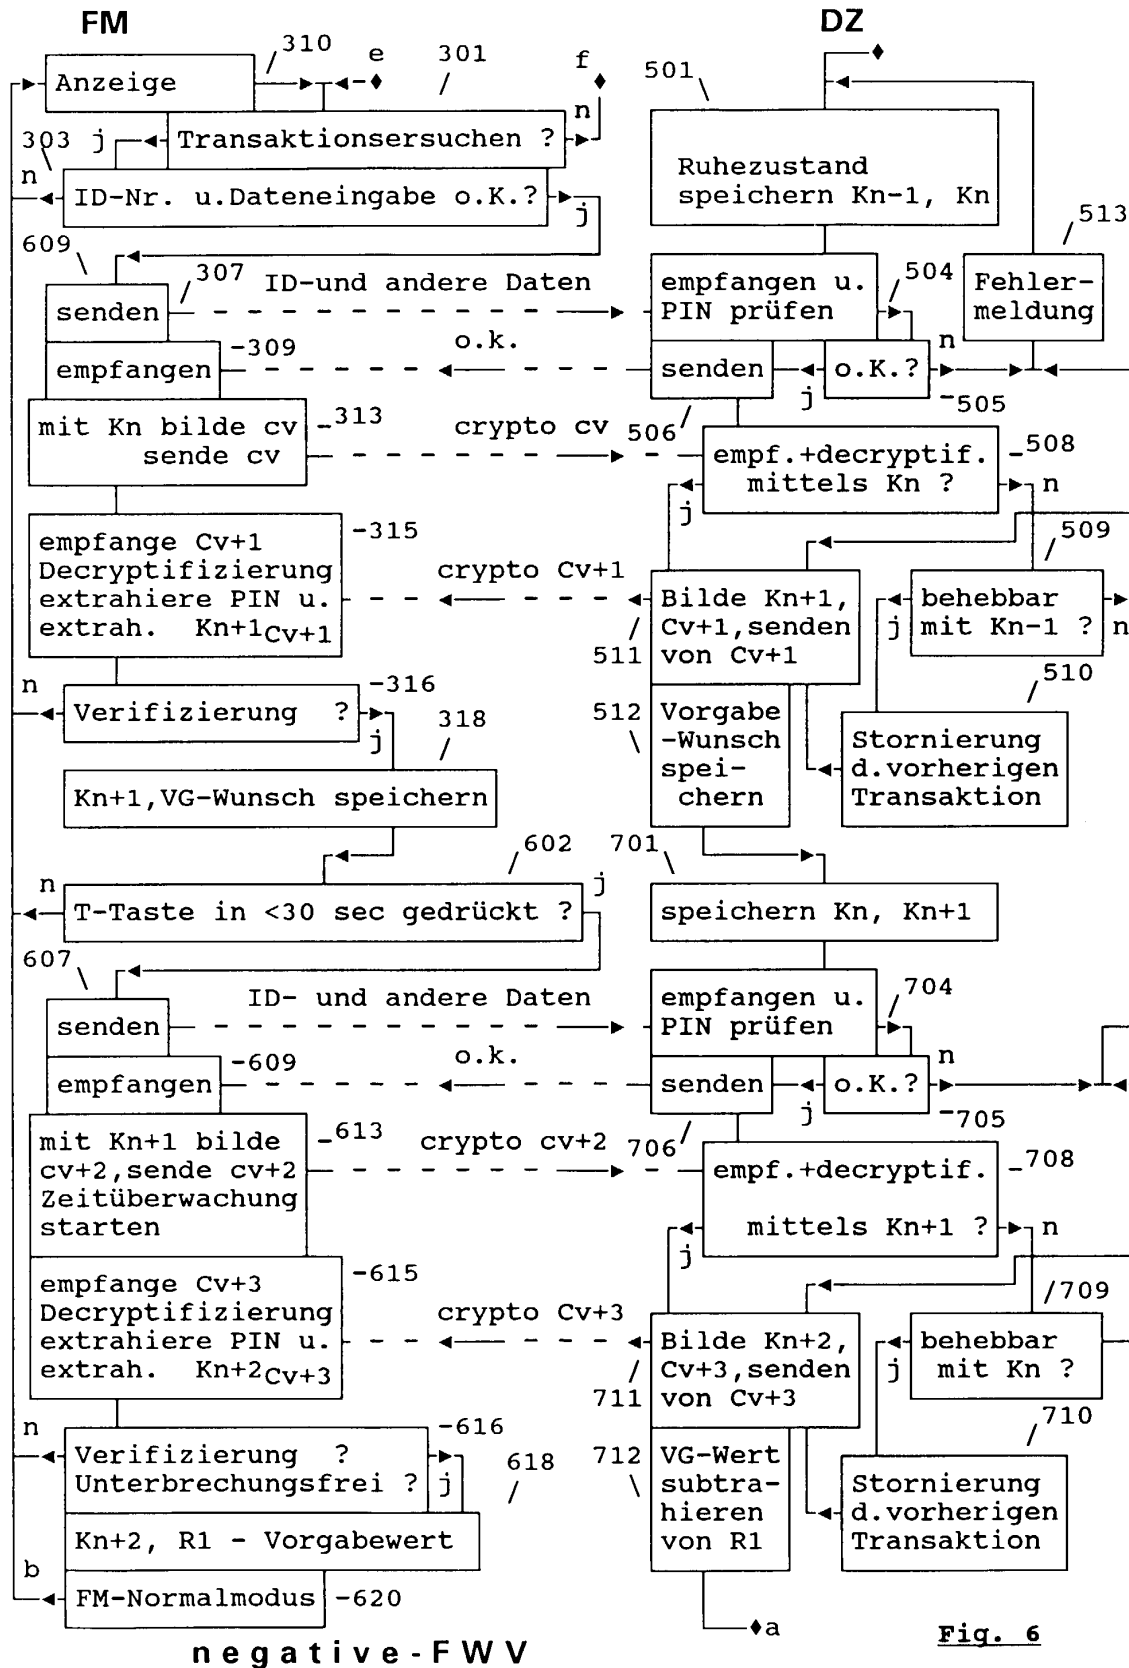 FM
DZ
310
e
301
f
501
Anzeige
n
Transaktionsersuchen ?
303
j
n
ID-Nr. u.Dateneingabe o.K.?
j
Ruhezustand
speichern Kn-1, Kn
513
609
307
ID-und andere Daten
senden
empfangen u.
PIN prüfen
504
Fehler-
meldung
-309
o.k.
empfangen
senden
j
o.K.?
n
-505
mit Kn bilde cv
sende cv
-313
crypto cv
506
empf.+decryptif.
mittels Kn ?
-508
j
n
509
empfange Cv+1
Decryptifizierung
extrahiere PIN u.
extrah. Kn+1Cv+1
-315
crypto Cv+1
Bilde Kn+1,
Cv+1,senden
von Cv+1
511
j
behebbar
mit Kn-1 ?
n
510
n
Verifizierung ?
-316
j
318
512
Vorgabe
-Wunsch
spei-
chern
Stornierung
d.vorherigen
Transaktion
Kn+1,VG-Wunsch speichern
602
701
n
T-Taste in <30 sec gedrückt ?
j
speichern Kn, Kn+1
607
ID- und andere Daten
senden
empfangen u.
PIN prüfen
704
-609
o.k.
empfangen
senden
j
o.K.?
n
-705
mit Kn+1 bilde
cv+2,sende cv+2
Zeitüberwachung
starten
-613
crypto cv+2
706
empf.+decryptif.
mittels Kn+1 ?
-708
j
n
709
empfange Cv+3
Decryptifizierung
extrahiere PIN u.
extrah. Kn+2Cv+3
-615
crypto Cv+3
Bilde Kn+2,
Cv+3,senden
von Cv+3
711
j
behebbar
mit Kn ?
710
n
Verifizierung ?
Unterbrechungsfrei ?
-616
j
618
712
VG-Wert
subtra-
hieren
von R1
Stornierung
d.vorherigen
Transaktion
Kn+2, R1 - Vorgabewert
b
FM-Normalmodus
-620
a
negative-FWV
Fig. 6